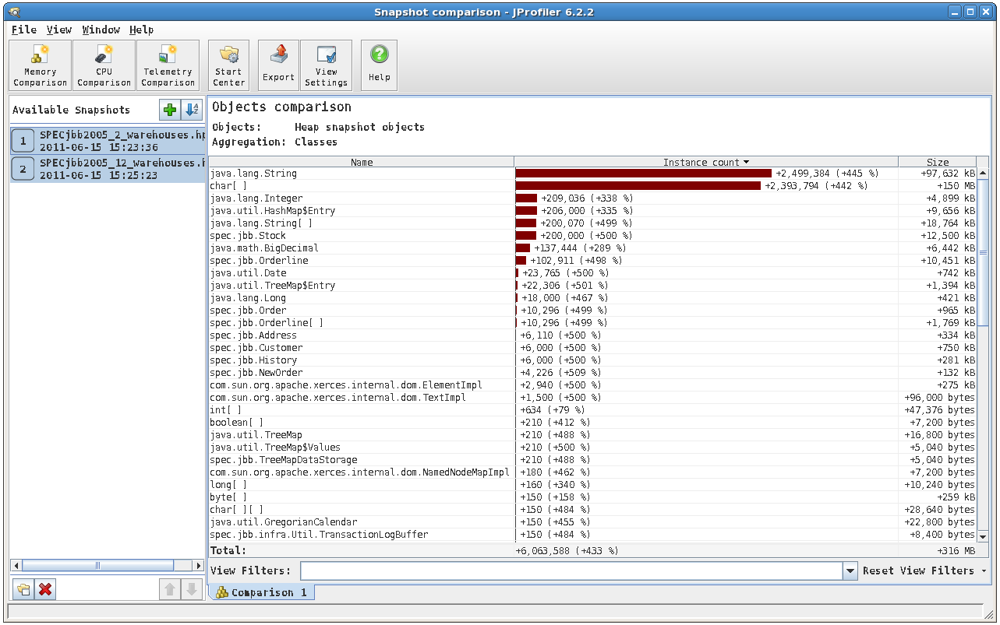 Snapshot comparison - JProfiler 6.2.2
File View Window Help
Memory Comparison
CPU Comparison
Telemetry Comparison
Start Center
Export
View Settings
Help
Available Snapshots
1 SPECjbb2005_2_warehouses.hp
2011-06-15 15:23:36
2 SPECjbb2005_12_warehouses.h
2011-06-15 15:25:23
Objects comparison
Objects: Heap snapshot objects
Aggregation: Classes
Name Instance count Size
java.lang.String +2,499,384 (+445 %) +97,632 kB
char[ ] +2,393,794 (+442 %) +150 MB
java.lang.Integer +209,036 (+338 %) +4,899 kB
java.util.HashMap$Entry +206,000 (+335 %) +9,656 kB
java.lang.String[ ] +200,070 (+499 %) +18,764 kB
spec.jbb.Stock +200,000 (+500 %) +12,500 kB
java.math.BigDecimal +137,444 (+289 %) +6,442 kB
spec.jbb.Orderline +102,911 (+498 %) +10,451 kB
java.util.Date +23,765 (+500 %) +742 kB
java.util.TreeMap$Entry +22,306 (+501 %) +1,394 kB
java.lang.Long +18,000 (+467 %) +421 kB
spec.jbb.Order +10,296 (+499 %) +965 kB
spec.jbb.Orderline[ ] +10,296 (+499 %) +1,769 kB
spec.jbb.Address +6,110 (+500 %) +334 kB
spec.jbb.Customer +6,000 (+500 %) +750 kB
spec.jbb.History +6,000 (+500 %) +281 kB
spec.jbb.NewOrder +4,226 (+509 %) +132 kB
com.sun.org.apache.xerces.internal.dom.ElementImpl +2,940 (+500 %) +275 kB
com.sun.org.apache.xerces.internal.dom.TextImpl +1,500 (+500 %) +96,000 bytes
int[ ] +634 (+79 %) +47,376 bytes
boolean[ ] +210 (+412 %) +7,200 bytes
java.util.TreeMap +210 (+488 %) +16,800 bytes
java.util.TreeMap$Values +210 (+500 %) +5,040 bytes
spec.jbb.TreeMapDataStorage +210 (+488 %) +5,040 bytes
com.sun.org.apache.xerces.internal.dom.NamedNodeMapImpl +180 (+462 %) +7,200 bytes
long[ ] +160 (+340 %) +10,240 bytes
byte[ ] +150 (+158 %) +259 kB
char[ ][ ] +150 (+484 %) +28,640 bytes
java.util.GregorianCalendar +150 (+455 %) +22,800 bytes
spec.jbb.infra.Util.TransactionLogBuffer +150 (+484 %) +8,400 bytes
Total: +6,063,588 (+433 %) +316 MB
View Filters: Reset View Filters
Comparison 1